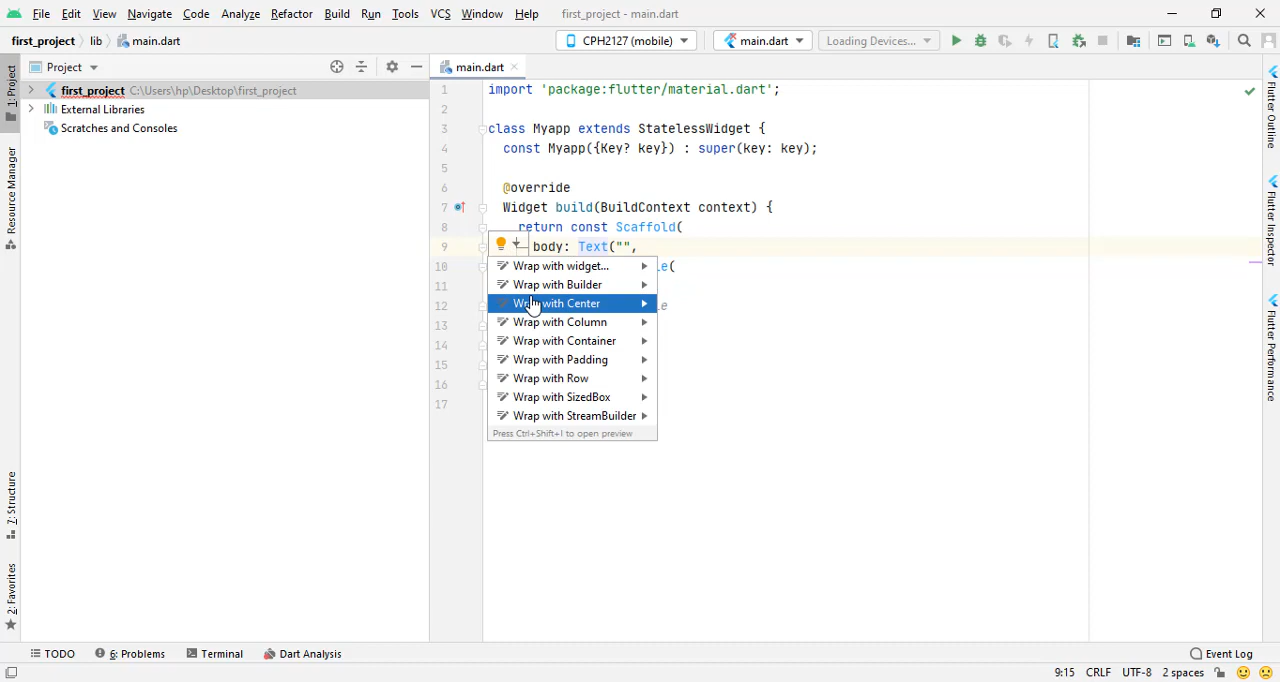 File Edit View Navigate Code Analyze Refactor Build Run Tools VCS Window Help first_project - main.dart
first_project lib main.dart CPH2127 (mobile) main.dart Loading Devices...
1: Project
Resource Manager
7: Structure
2: Favorites
Project
first_project C:\Users\hp\Desktop\first_project
External Libraries
Scratches and Consoles
main.dart
1 import 'package:flutter/material.dart';
2
3 class Myapp extends StatelessWidget {
4 const Myapp({Key? key}) : super(key: key);
5
6 @override
7 Widget build(BuildContext context) {
8 return const Scaffold(
9 body: Text("",
10 le(
11
12 le
13
14
15
16
17
Wrap with widget...
Wrap with Builder
Wrap with Center
Wrap with Column
Wrap with Container
Wrap with Padding
Wrap with Row
Wrap with SizedBox
Wrap with StreamBuilder
Press Ctrl+Shift+I to open preview
Flutter Outline
Flutter Inspector
Flutter Performance
TODO 6: Problems Terminal Dart Analysis Event Log
9:15 CRLF UTF-8 2 spaces